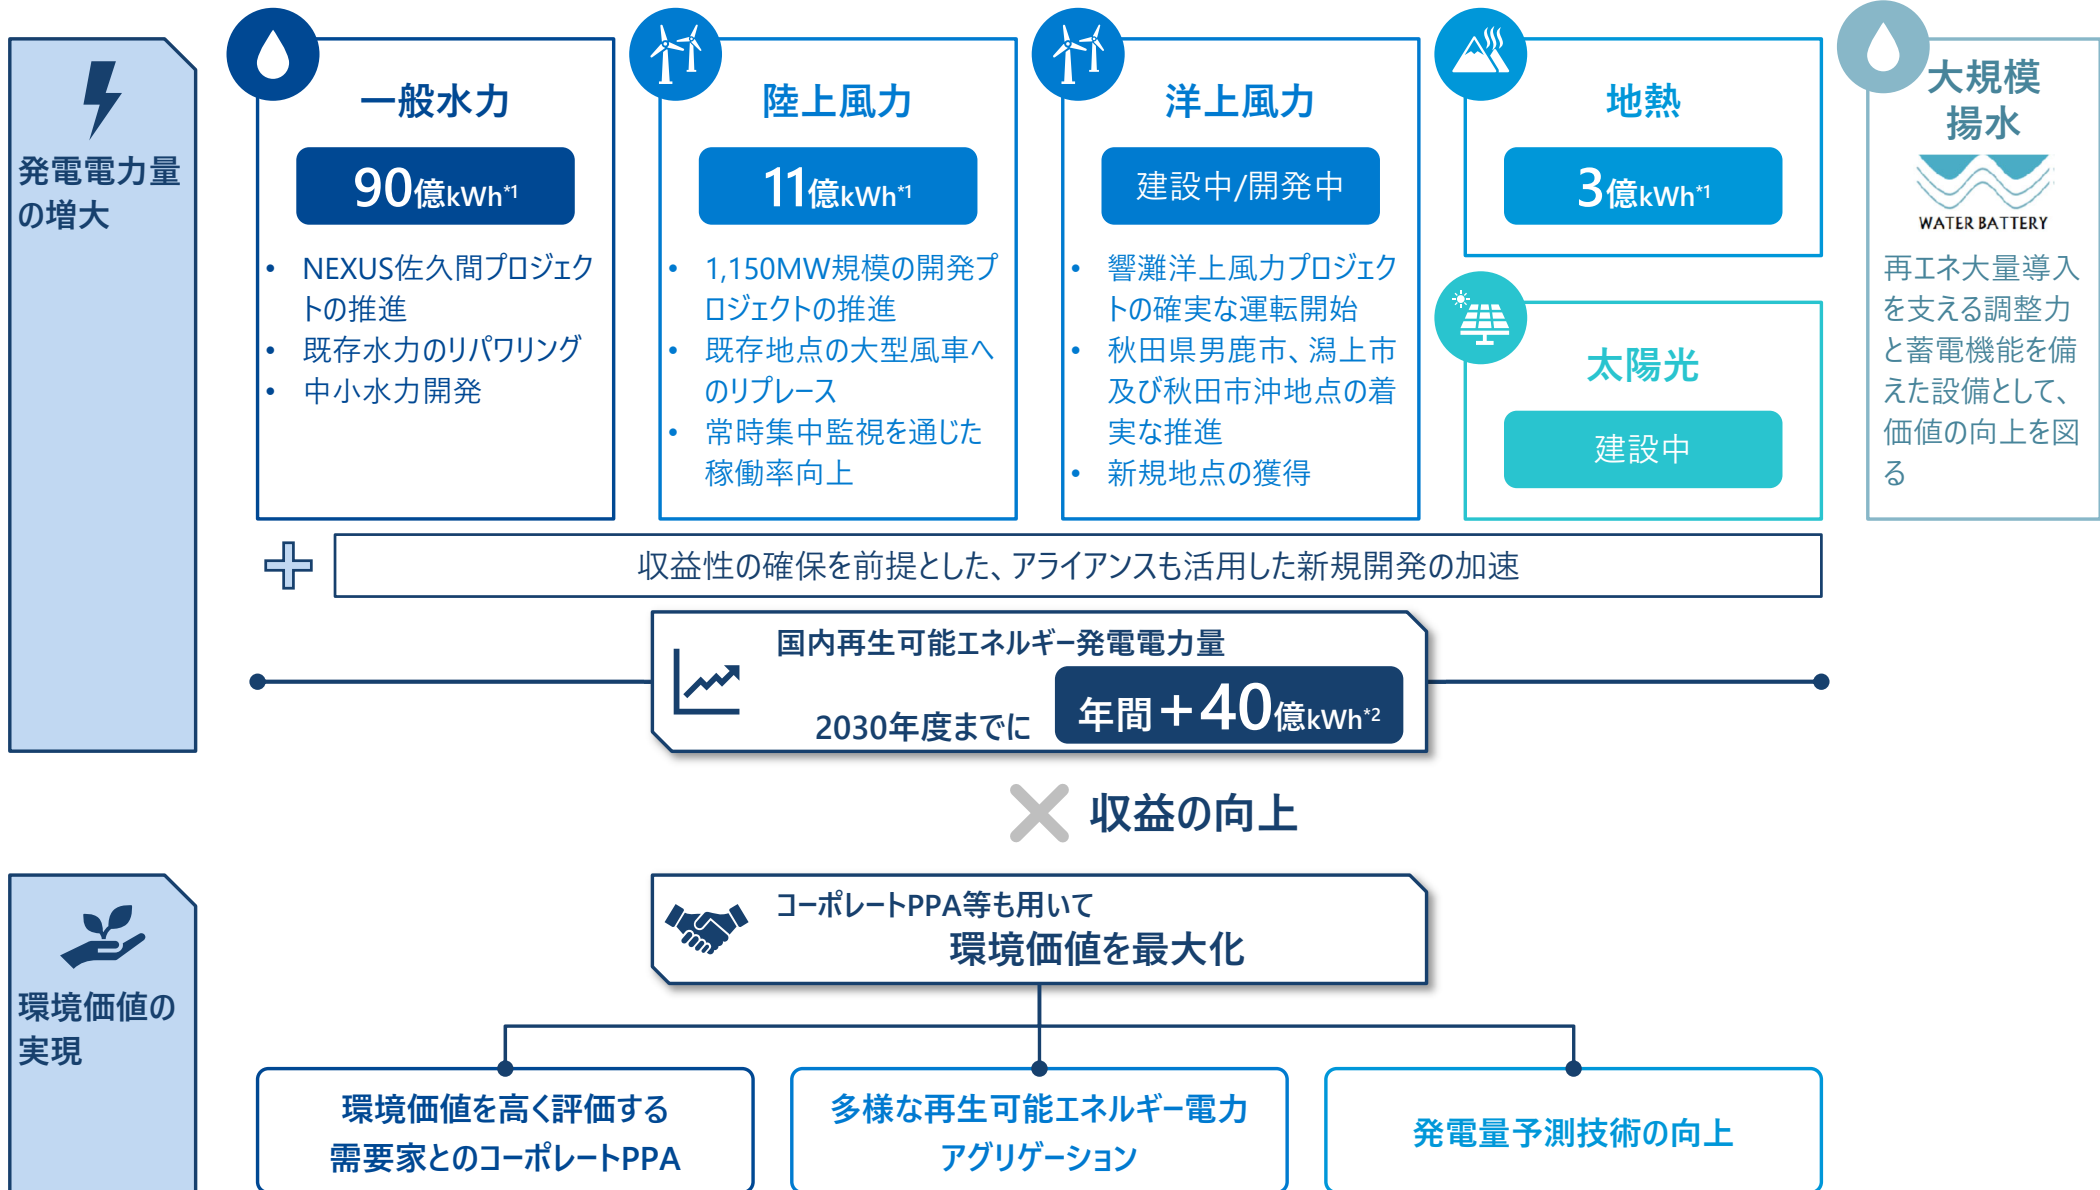 発電電力量
の増大
一般水力
90億kWh*1
• NEXUS佐久間プロジェク
トの推進
• 既存水力のリパワリング
• 中小水力開発
陸上風力
11億kWh*1
• 1,150MW規模の開発プ
ロジェクトの推進
• 既存地点の大型風車へ
のリプレース
• 常時集中監視を通じた
稼働率向上
洋上風力
建設中/開発中
• 響灘洋上風力プロジェク
トの確実な運転開始
• 秋田県男鹿市、潟上市
及び秋田市沖地点の着
実な推進
• 新規地点の獲得
地熱
3億kWh*1
太陽光
建設中
大規模
揚水
WATER BATTERY
再エネ大量導入
を支える調整力
と蓄電機能を備
えた設備として、
価値の向上を図
る
収益性の確保を前提とした、アライアンスも活用した新規開発の加速
国内再生可能エネルギー発電電力量
2030年度までに 年間+40億kWh*2
収益の向上
環境価値の
実現
コーポレートPPA等も用いて
環境価値を最大化
環境価値を高く評価する
需要家とのコーポレートPPA
多様な再生可能エネルギー電力
アグリゲーション
発電量予測技術の向上